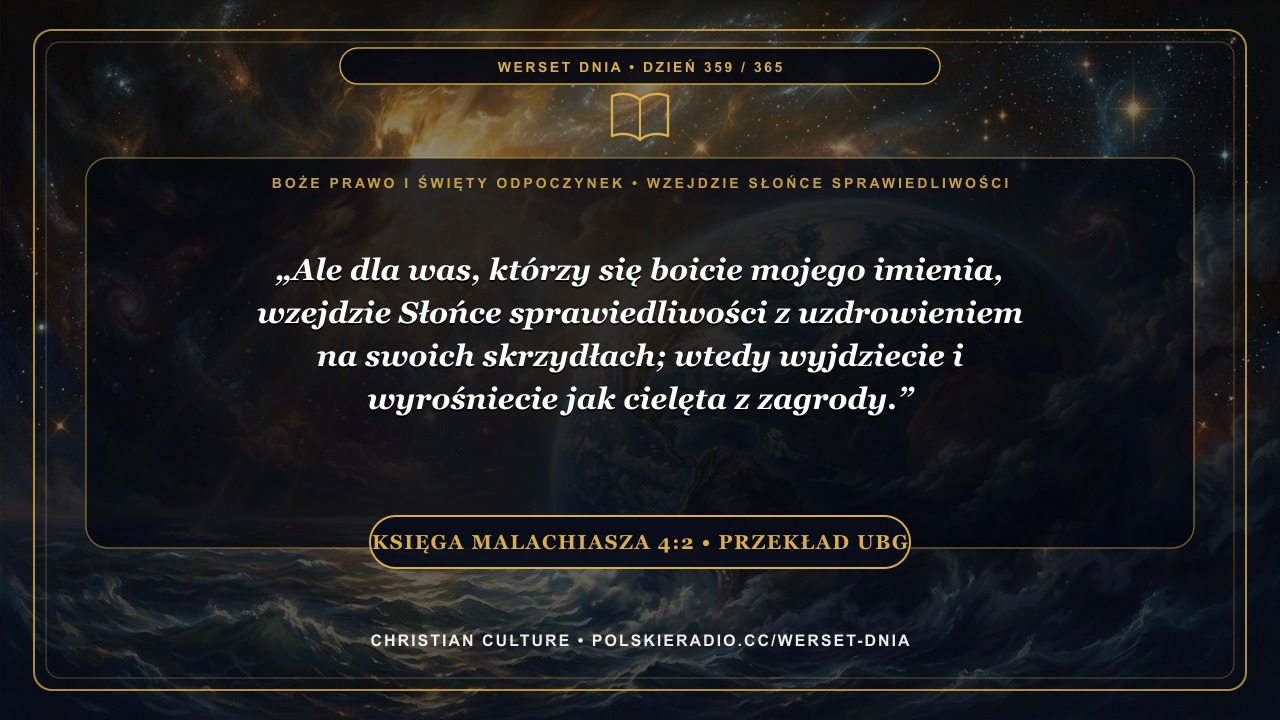 WERSET DNIA • DZIEŃ 359 / 365
BOŻE PRAWO I ŚWIĘTY ODPOCZYNEK • WZEJDZIE SŁOŃCE SPRAWIEDLIWOŚCI
„Ale dla was, którzy się boicie mojego imienia,
wzejdzie Słońce sprawiedliwości z uzdrowieniem
na swoich skrzydłach; wtedy wyjdziecie i
wyrośniecie jak cielęta z zagrody.”
KSIĘGA MALACHIASZA 4:2 • PRZEKŁAD UBG
CHRISTIAN CULTURE • POLSKIERADIO.CC/WERSET-DNIA